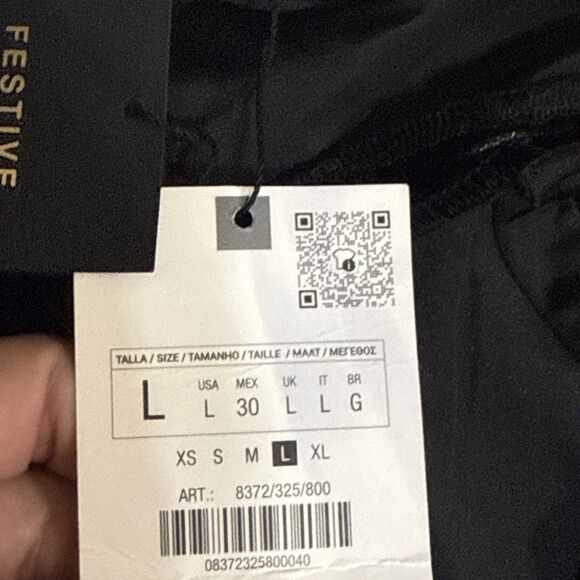 FESTIVE
TALLA / SIZE / TAMANHO / TAILLE / MAAT / ΜΕΓΕΘΟΣ
L USA MEX UK IT BR
L 30 L L G
XS S M L XL
ART.: 8372/325/800
08372325800040